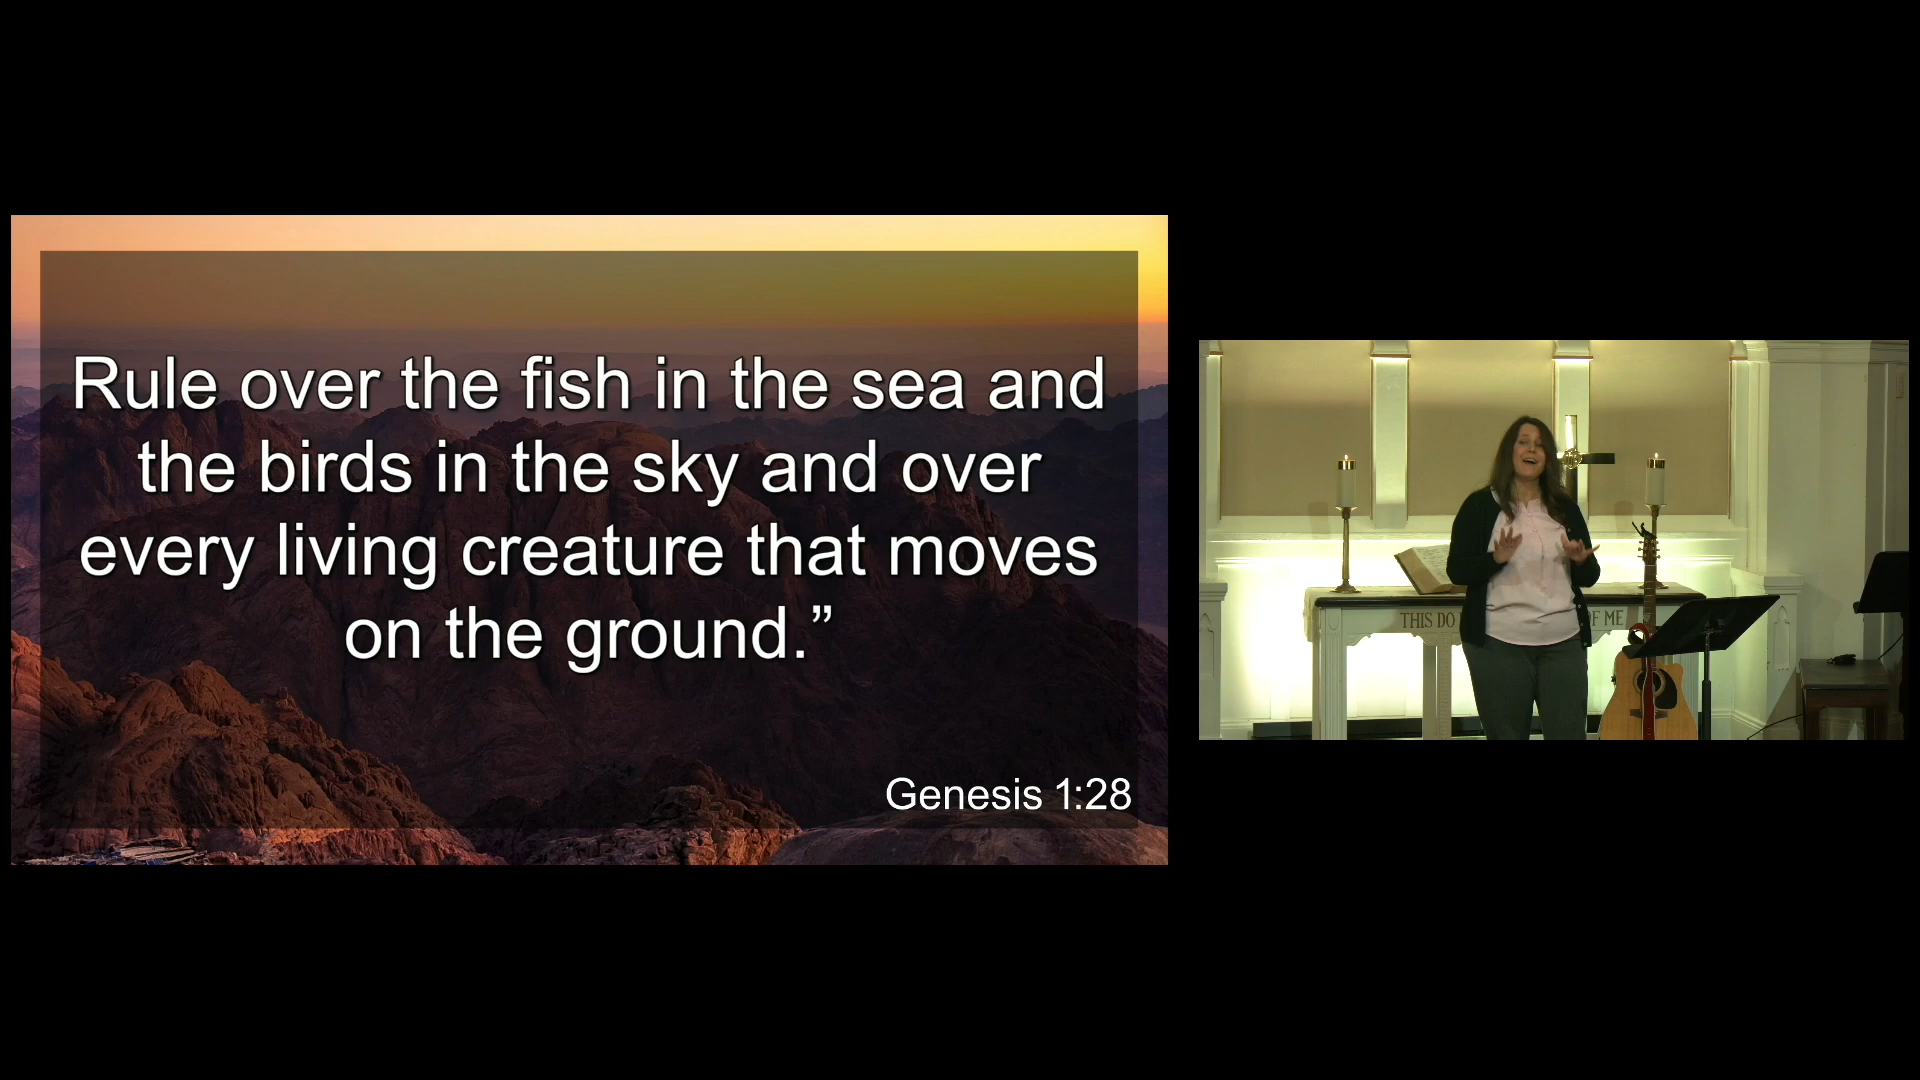 Rule over the fish in the sea and
the birds in the sky and over
every living creature that moves
on the ground.”
Genesis 1:28
THIS DO
OF ME